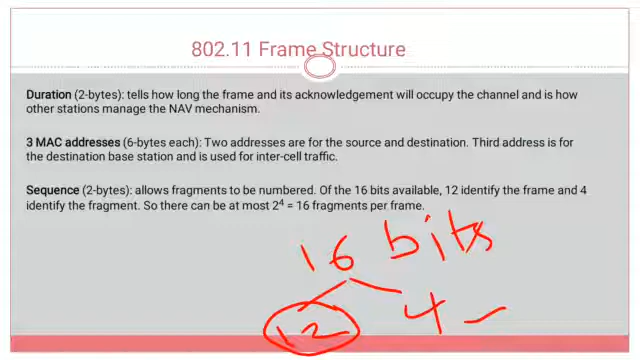 802.11 Frame Structure
Duration (2-bytes): tells how long the frame and its acknowledgement will occupy the channel and is how
other stations manage the NAV mechanism.
3 MAC addresses (6-bytes each): Two addresses are for the source and destination. Third address is for
the destination base station and is used for inter-cell traffic.
Sequence (2-bytes): allows fragments to be numbered. Of the 16 bits available, 12 identify the frame and 4
identify the fragment. So there can be at most 2⁴ = 16 fragments per frame.
16 bits
12 4 –